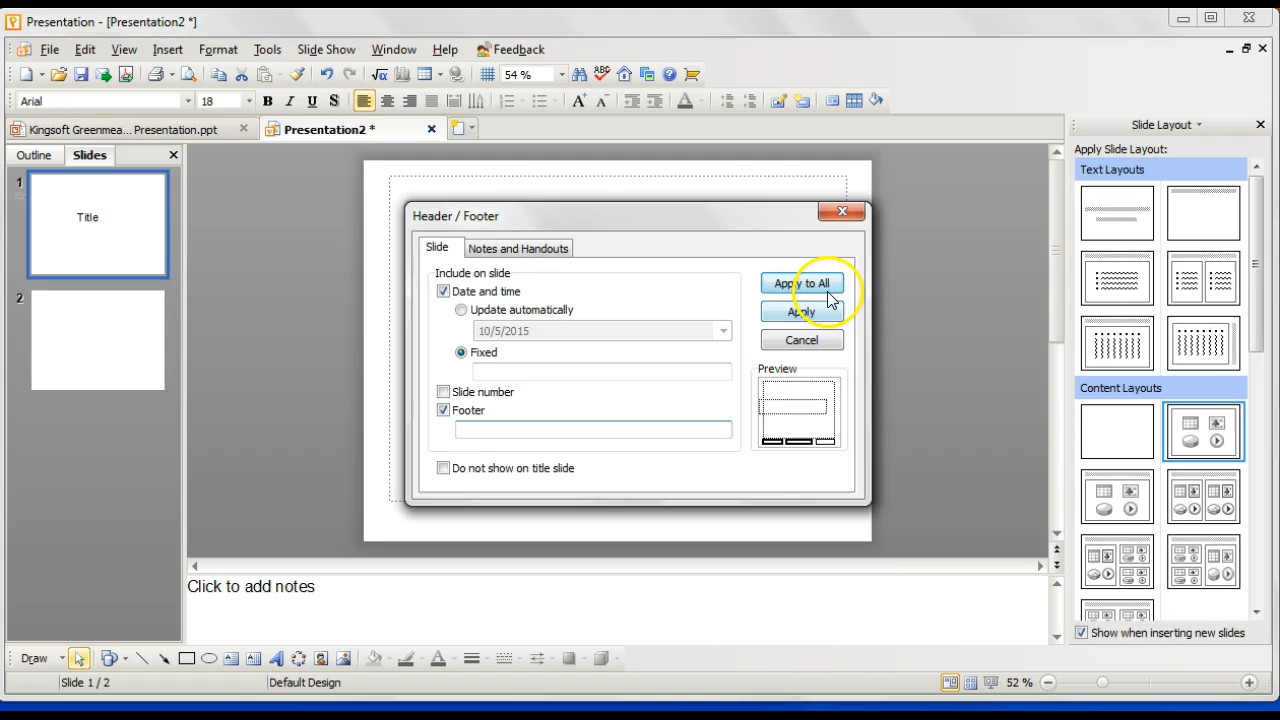 Presentation - [Presentation2 *]
File Edit View Insert Format Tools Slide Show Window Help Feedback
54 %
Arial 18 B I U S
Kingsoft Greenmea... Presentation.ppt Presentation2 *
Slide Layout
Outline Slides
Apply Slide Layout:
Text Layouts
1
Title
2
Header / Footer
Slide Notes and Handouts
Include on slide
Date and time
Update automatically
10/5/2015
Fixed
Slide number
Footer
Do not show on title slide
Apply to All
Apply
Cancel
Preview
Content Layouts
Click to add notes
Show when inserting new slides
Draw
Slide 1 / 2 Default Design 52 %